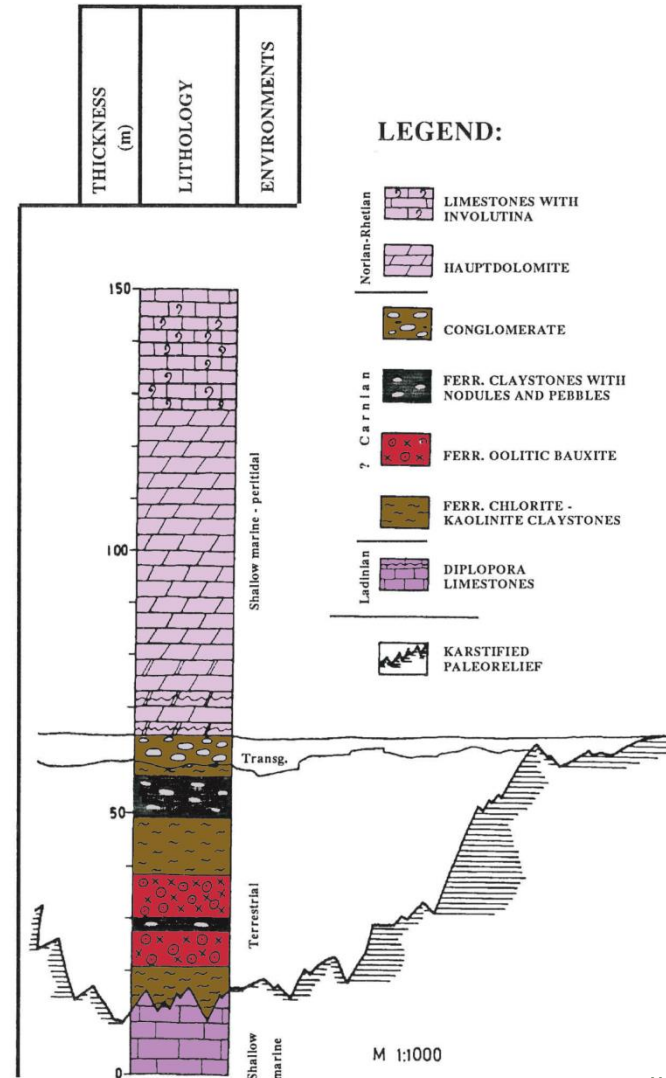 THICKNESS
(m)
LITHOLOGY
ENVIRONMENTS
LEGEND:
Norian-Rhetian
LIMESTONES WITH
INVOLUTINA
HAUPTDOLOMITE
? Carnian
CONGLOMERATE
FERR. CLAYSTONES WITH
NODULES AND PEBBLES
FERR. OOLITIC BAUXITE
FERR. CHLORITE -
KAOLINITE CLAYSTONES
Ladinian
DIPLOPORA
LIMESTONES
KARSTIFIED
PALEORELIEF
150
100
50
0
Shallow marine - peritidal
Transg.
Terrestrial
Shallow
marine
M 1:1000